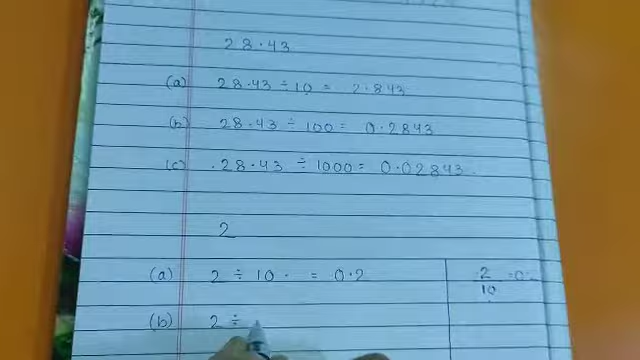 28.43
(a) 28.43 ÷ 10 = 2.843
(b) 28.43 ÷ 100 = 0.2843
(c) .28.43 ÷ 1000 = 0.02843.
2
(a) 2 ÷ 10 . = 0.2
2
10
(b) 2 ÷